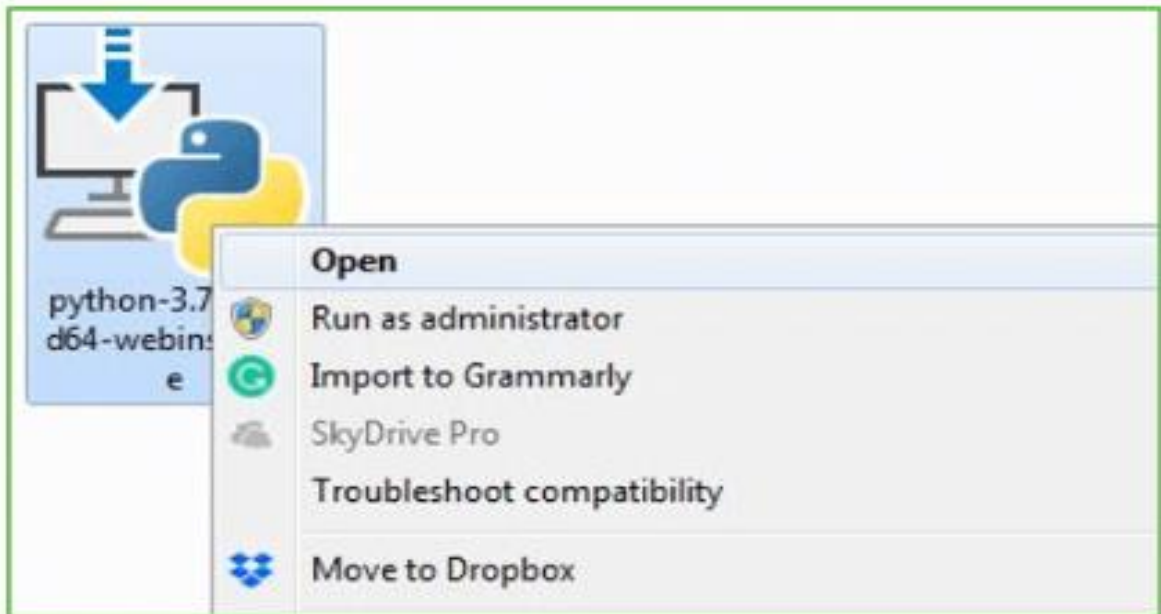 python-3.7
d64-webins
e
Open
Run as administrator
Import to Grammarly
SkyDrive Pro
Troubleshoot compatibility
Move to Dropbox